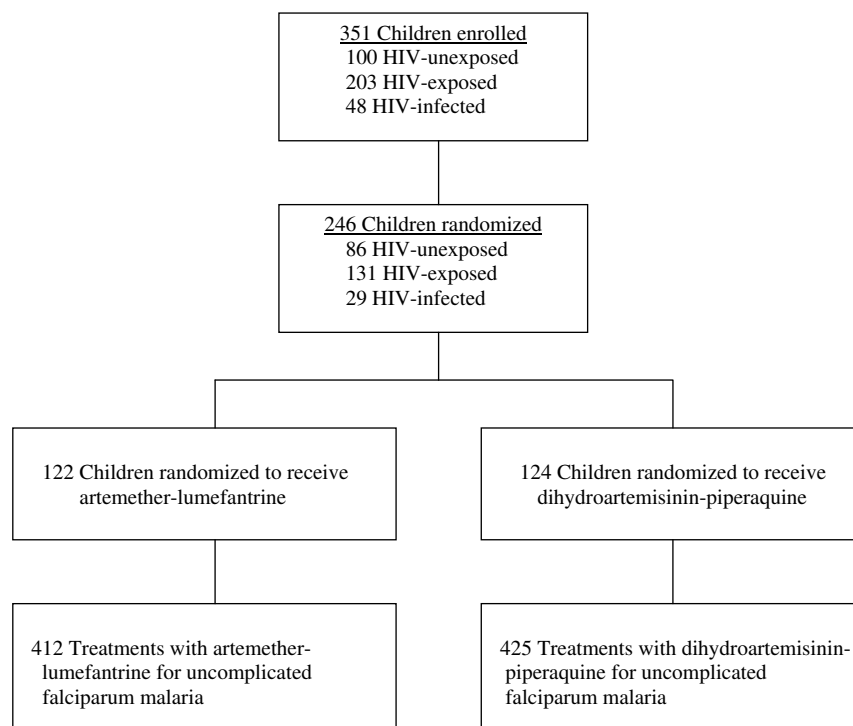 351 Children enrolled
100 HIV-unexposed
203 HIV-exposed
48 HIV-infected
246 Children randomized
86 HIV-unexposed
131 HIV-exposed
29 HIV-infected
122 Children randomized to receive
artemether-lumefantrine
124 Children randomized to receive
dihydroartemisinin-piperaquine
412 Treatments with artemether-
lumefantrine for uncomplicated
falciparum malaria
425 Treatments with dihydroartemisinin-
piperaquine for uncomplicated
falciparum malaria